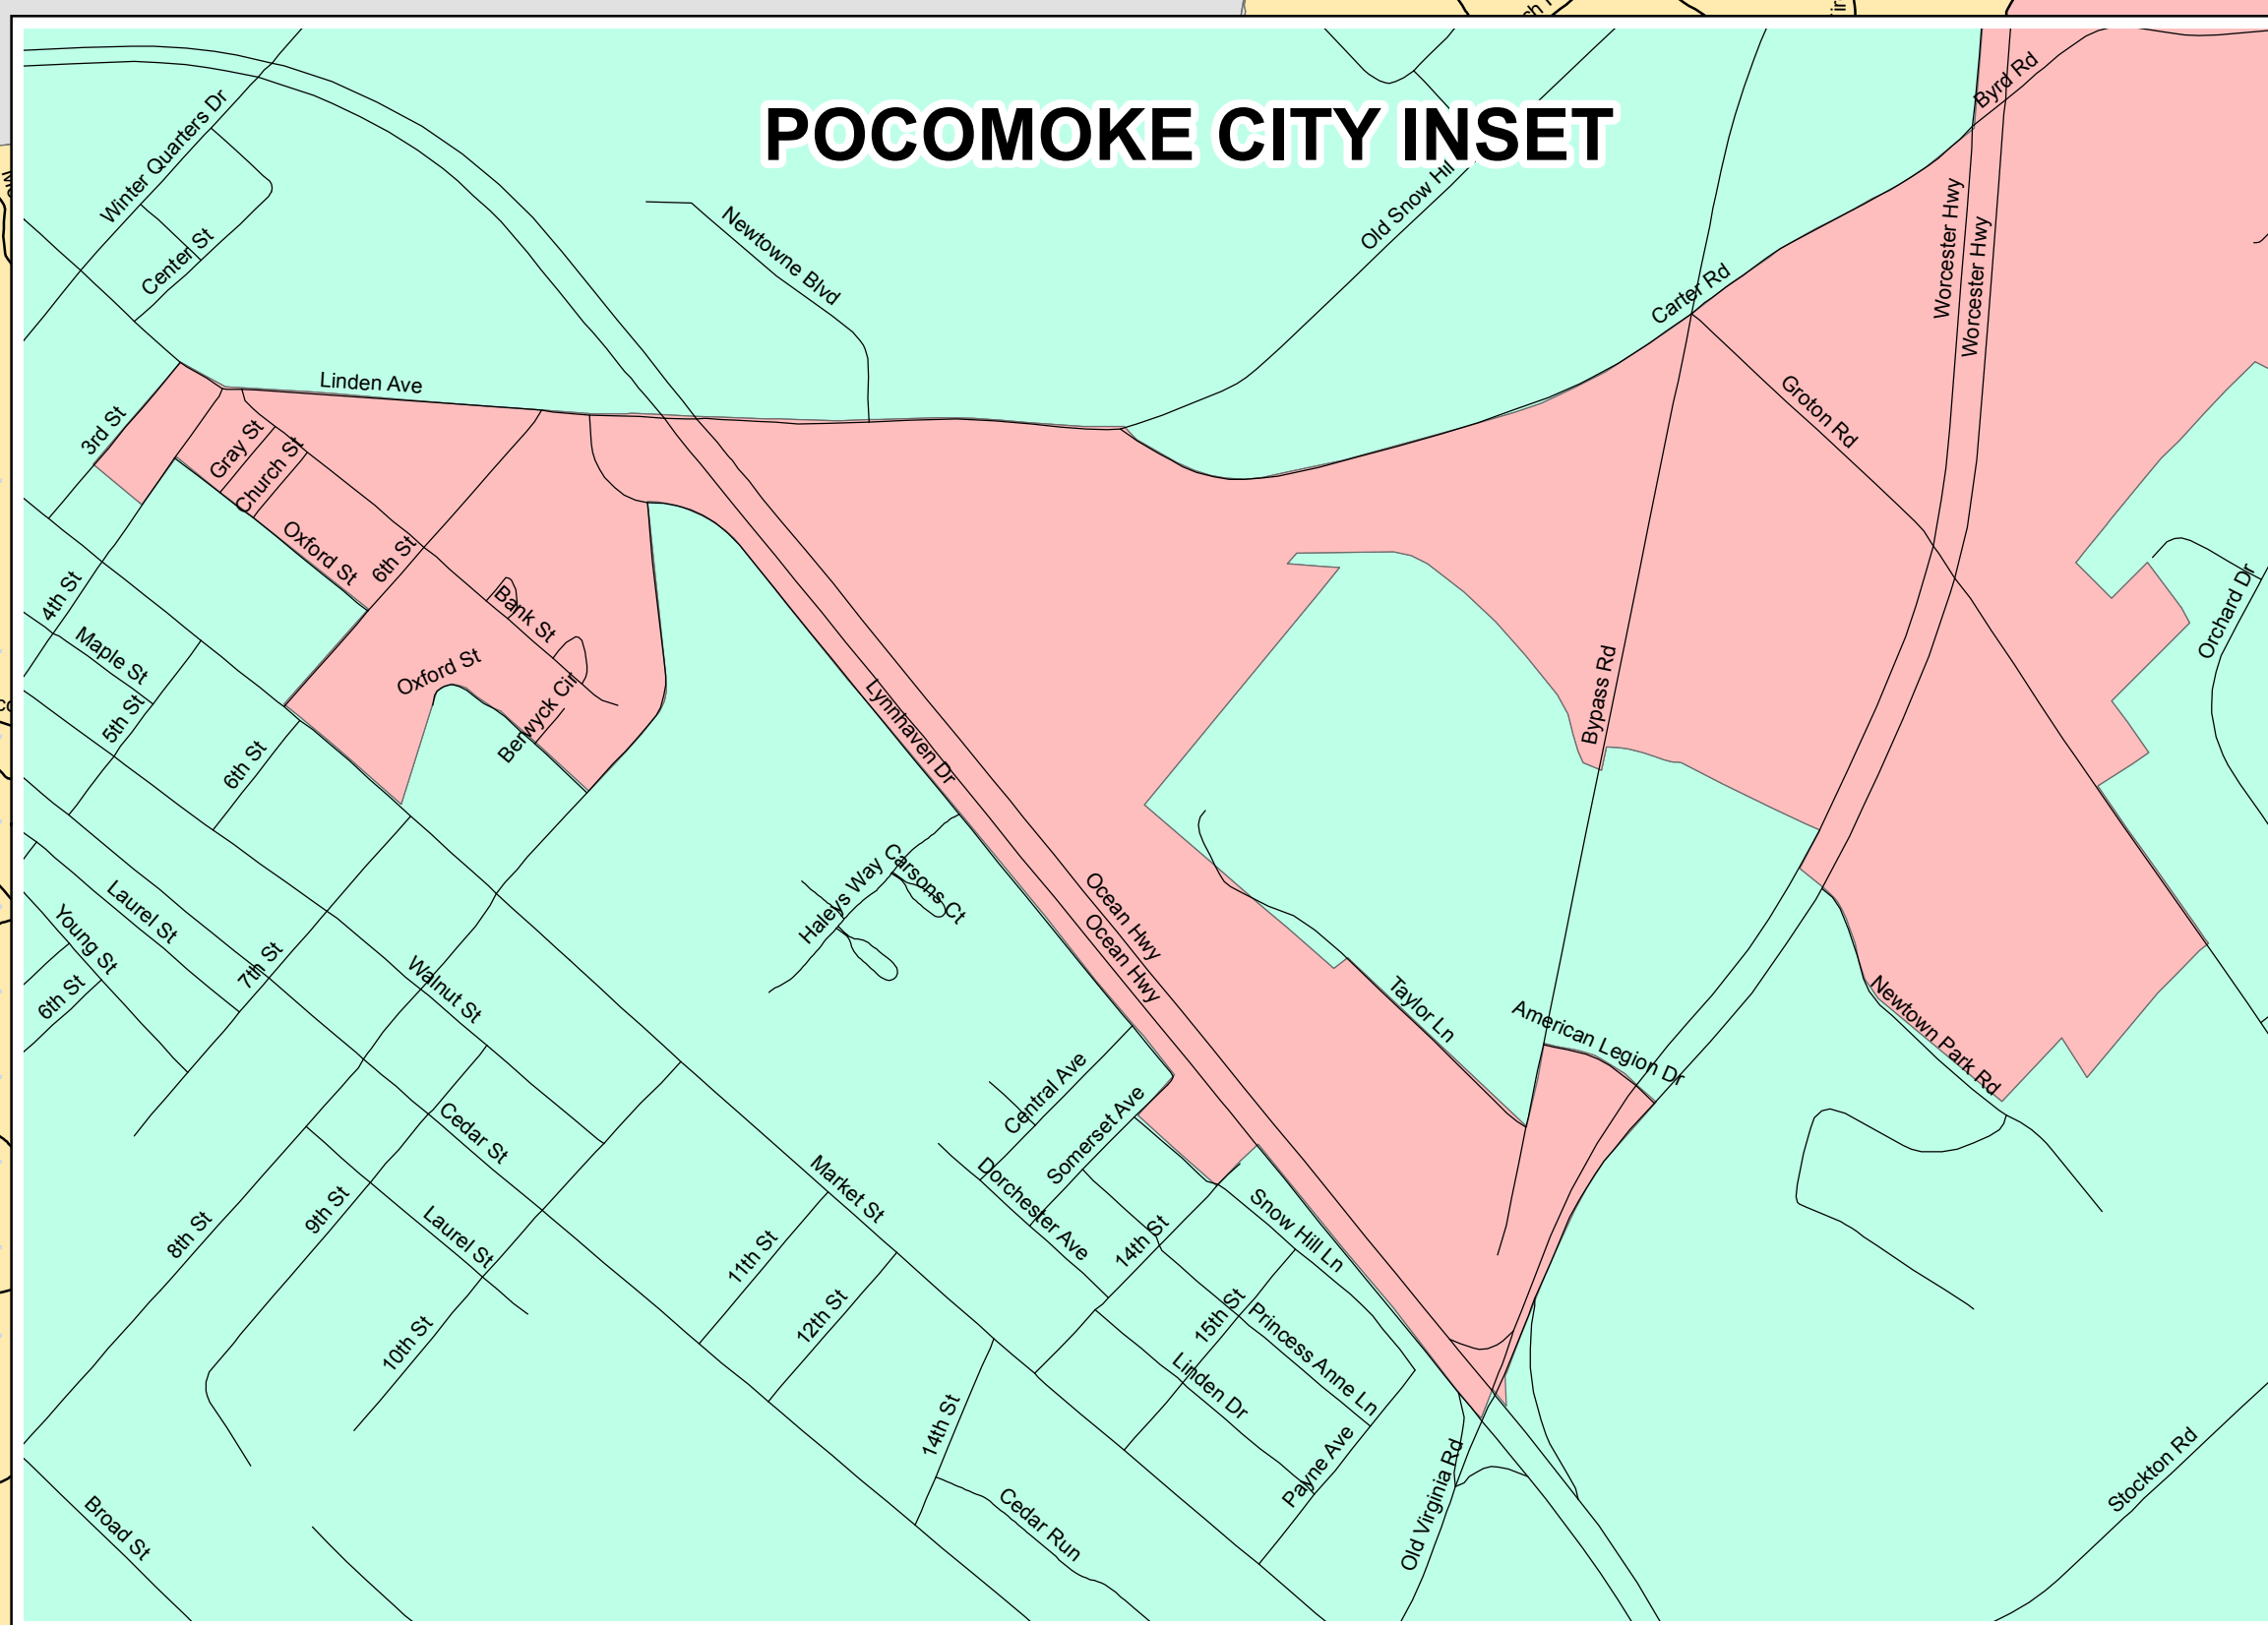 POCOMOKE CITY INSET
Byrd Rd
Winter Quarters Dr
Center St
Newtowne Blvd
Old Snow Hil
Worcester Hwy
Worcester Hwy
Carter Rd
Linden Ave
Groton Rd
3rd St
Gray St
Church St
Oxford St
6th St
4th St
Bank St
Maple St
Oxford St
5th St
Berwyck Cir
6th St
Lynnhaven Dr
Bypass Rd
Orchard Dr
Haleys Way
Carsons Ct
Ocean Hwy
Ocean Hwy
Laurel St
Young St
6th St
7th St
Walnut St
Taylor Ln
American Legion Dr
Newtown Park Rd
Central Ave
Somerset Ave
Cedar St
Dorchester Ave
Market St
Snow Hill Ln
14th St
8th St
9th St
Laurel St
11th St
12th St
10th St
15th St
Princess Anne Ln
Linden Dr
14th St
Payne Ave
Old Virginia Rd
Stockton Rd
Cedar Run
Broad St